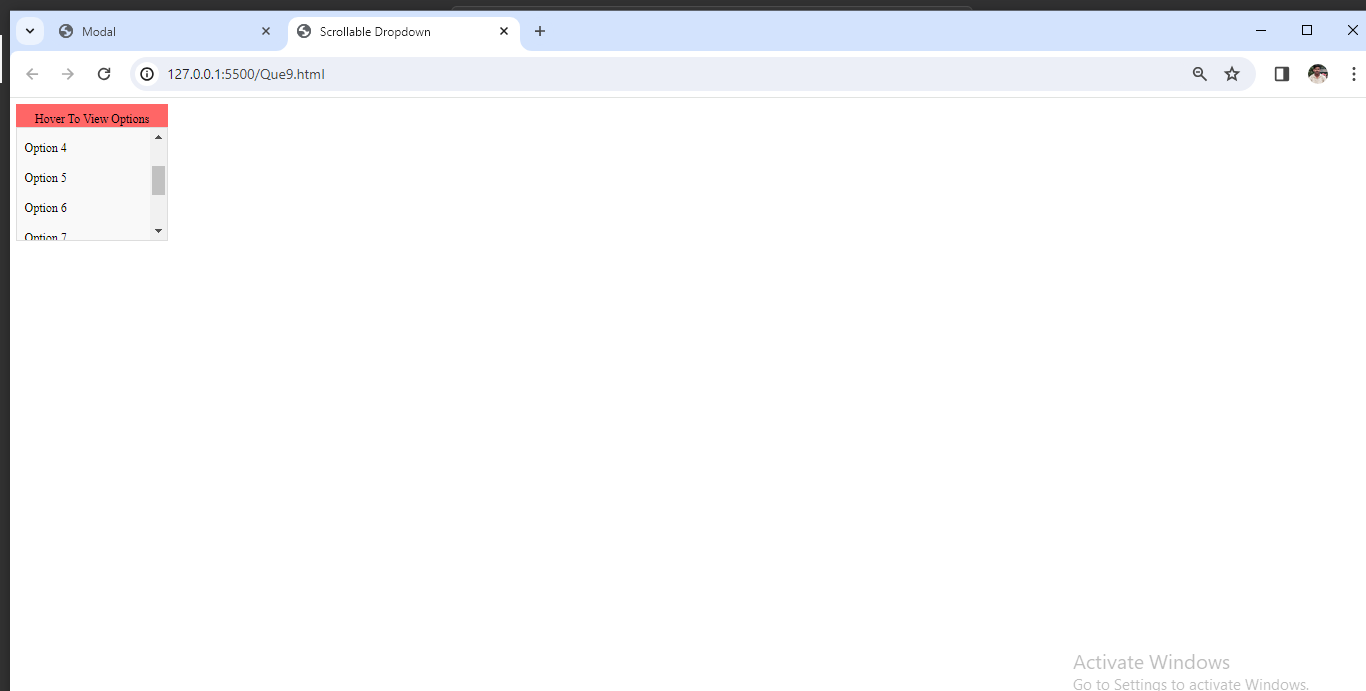 Modal
Scrollable Dropdown
127.0.0.1:5500/Que9.html
Hover To View Options
Option 4
Option 5
Option 6
Option 7
Activate Windows
Go to Settings to activate Windows.